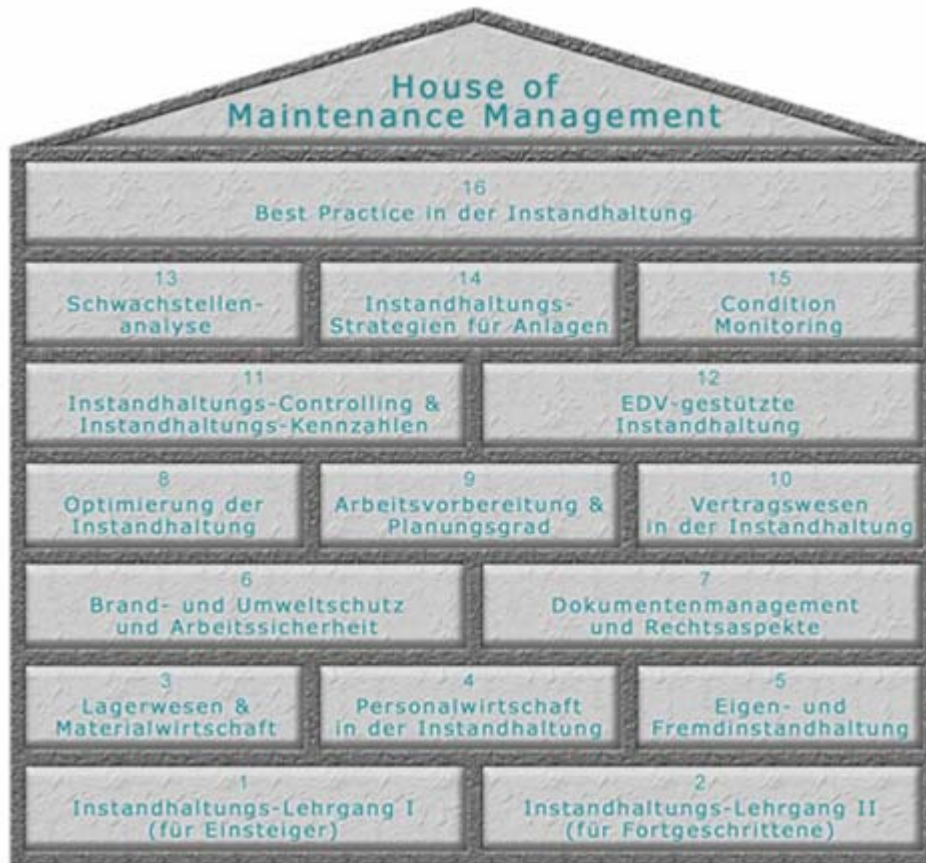 House of
Maintenance Management
16
Best Practice in der Instandhaltung
13
Schwachstellen-
analyse
14
Instandhaltungs-
Strategien für Anlagen
15
Condition
Monitoring
11
Instandhaltungs-Controlling &
Instandhaltungs-Kennzahlen
12
EDV-gestützte
Instandhaltung
8
Optimierung der
Instandhaltung
9
Arbeitsvorbereitung &
Planungsgrad
10
Vertragswesen
in der Instandhaltung
6
Brand- und Umweltschutz
und Arbeitssicherheit
7
Dokumentenmanagement
und Rechtsaspekte
3
Lagerwesen &
Materialwirtschaft
4
Personalwirtschaft
in der Instandhaltung
5
Eigen- und
Fremdinstandhaltung
1
Instandhaltungs-Lehrgang I
(für Einsteiger)
2
Instandhaltungs-Lehrgang II
(für Fortgeschrittene)